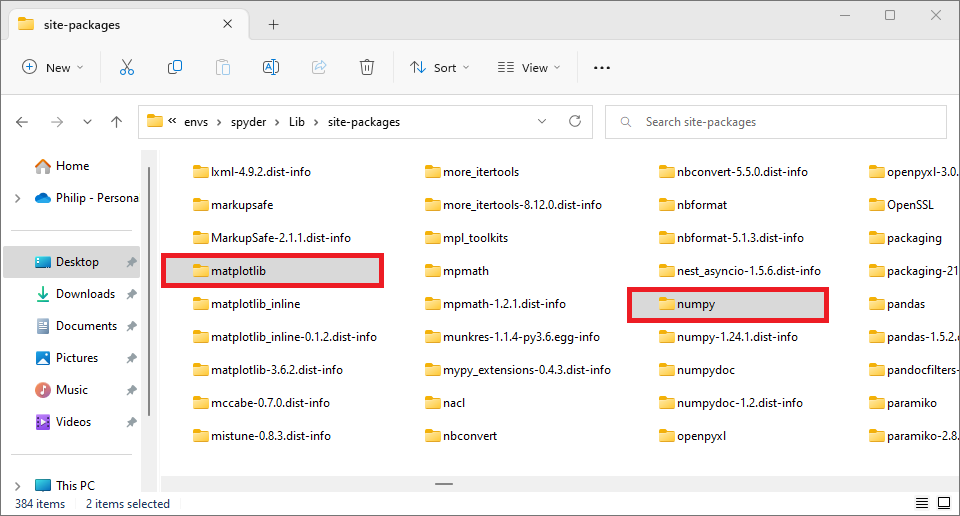 site-packages
New
Sort
View
envs
spyder
Lib
site-packages
Search site-packages
Home
Philip - Persona
Desktop
Downloads
Documents
Pictures
Music
Videos
This PC
lxml-4.9.2.dist-info
markupsafe
MarkupSafe-2.1.1.dist-info
matplotlib
matplotlib_inline
matplotlib_inline-0.1.2.dist-info
matplotlib-3.6.2.dist-info
mccabe-0.7.0.dist-info
mistune-0.8.3.dist-info
more_itertools
more_itertools-8.12.0.dist-info
mpl_toolkits
mpmath
mpmath-1.2.1.dist-info
munkres-1.1.4-py3.6.egg-info
mypy_extensions-0.4.3.dist-info
nacl
nbconvert
nbconvert-5.5.0.dist-info
nbformat
nbformat-5.1.3.dist-info
nest_asyncio-1.5.6.dist-info
numpy
numpy-1.24.1.dist-info
numpydoc
numpydoc-1.2.dist-info
openpyxl
openpyxl-3.0.
OpenSSL
packaging
packaging-21
pandas
pandas-1.5.2.
pandocfilters-
paramiko
paramiko-2.8.
384 items
2 items selected